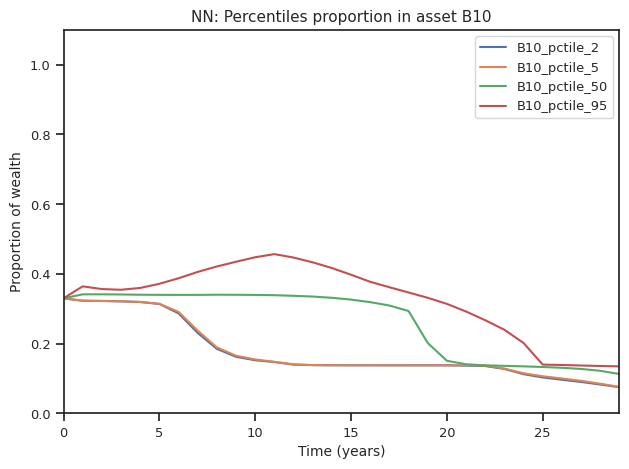 NN: Percentiles proportion in asset B10
B10_pctile_2
B10_pctile_5
B10_pctile_50
B10_pctile_95
Proportion of wealth
1.0
0.8
0.6
0.4
0.2
0.0
0
5
10
15
20
25
Time (years)